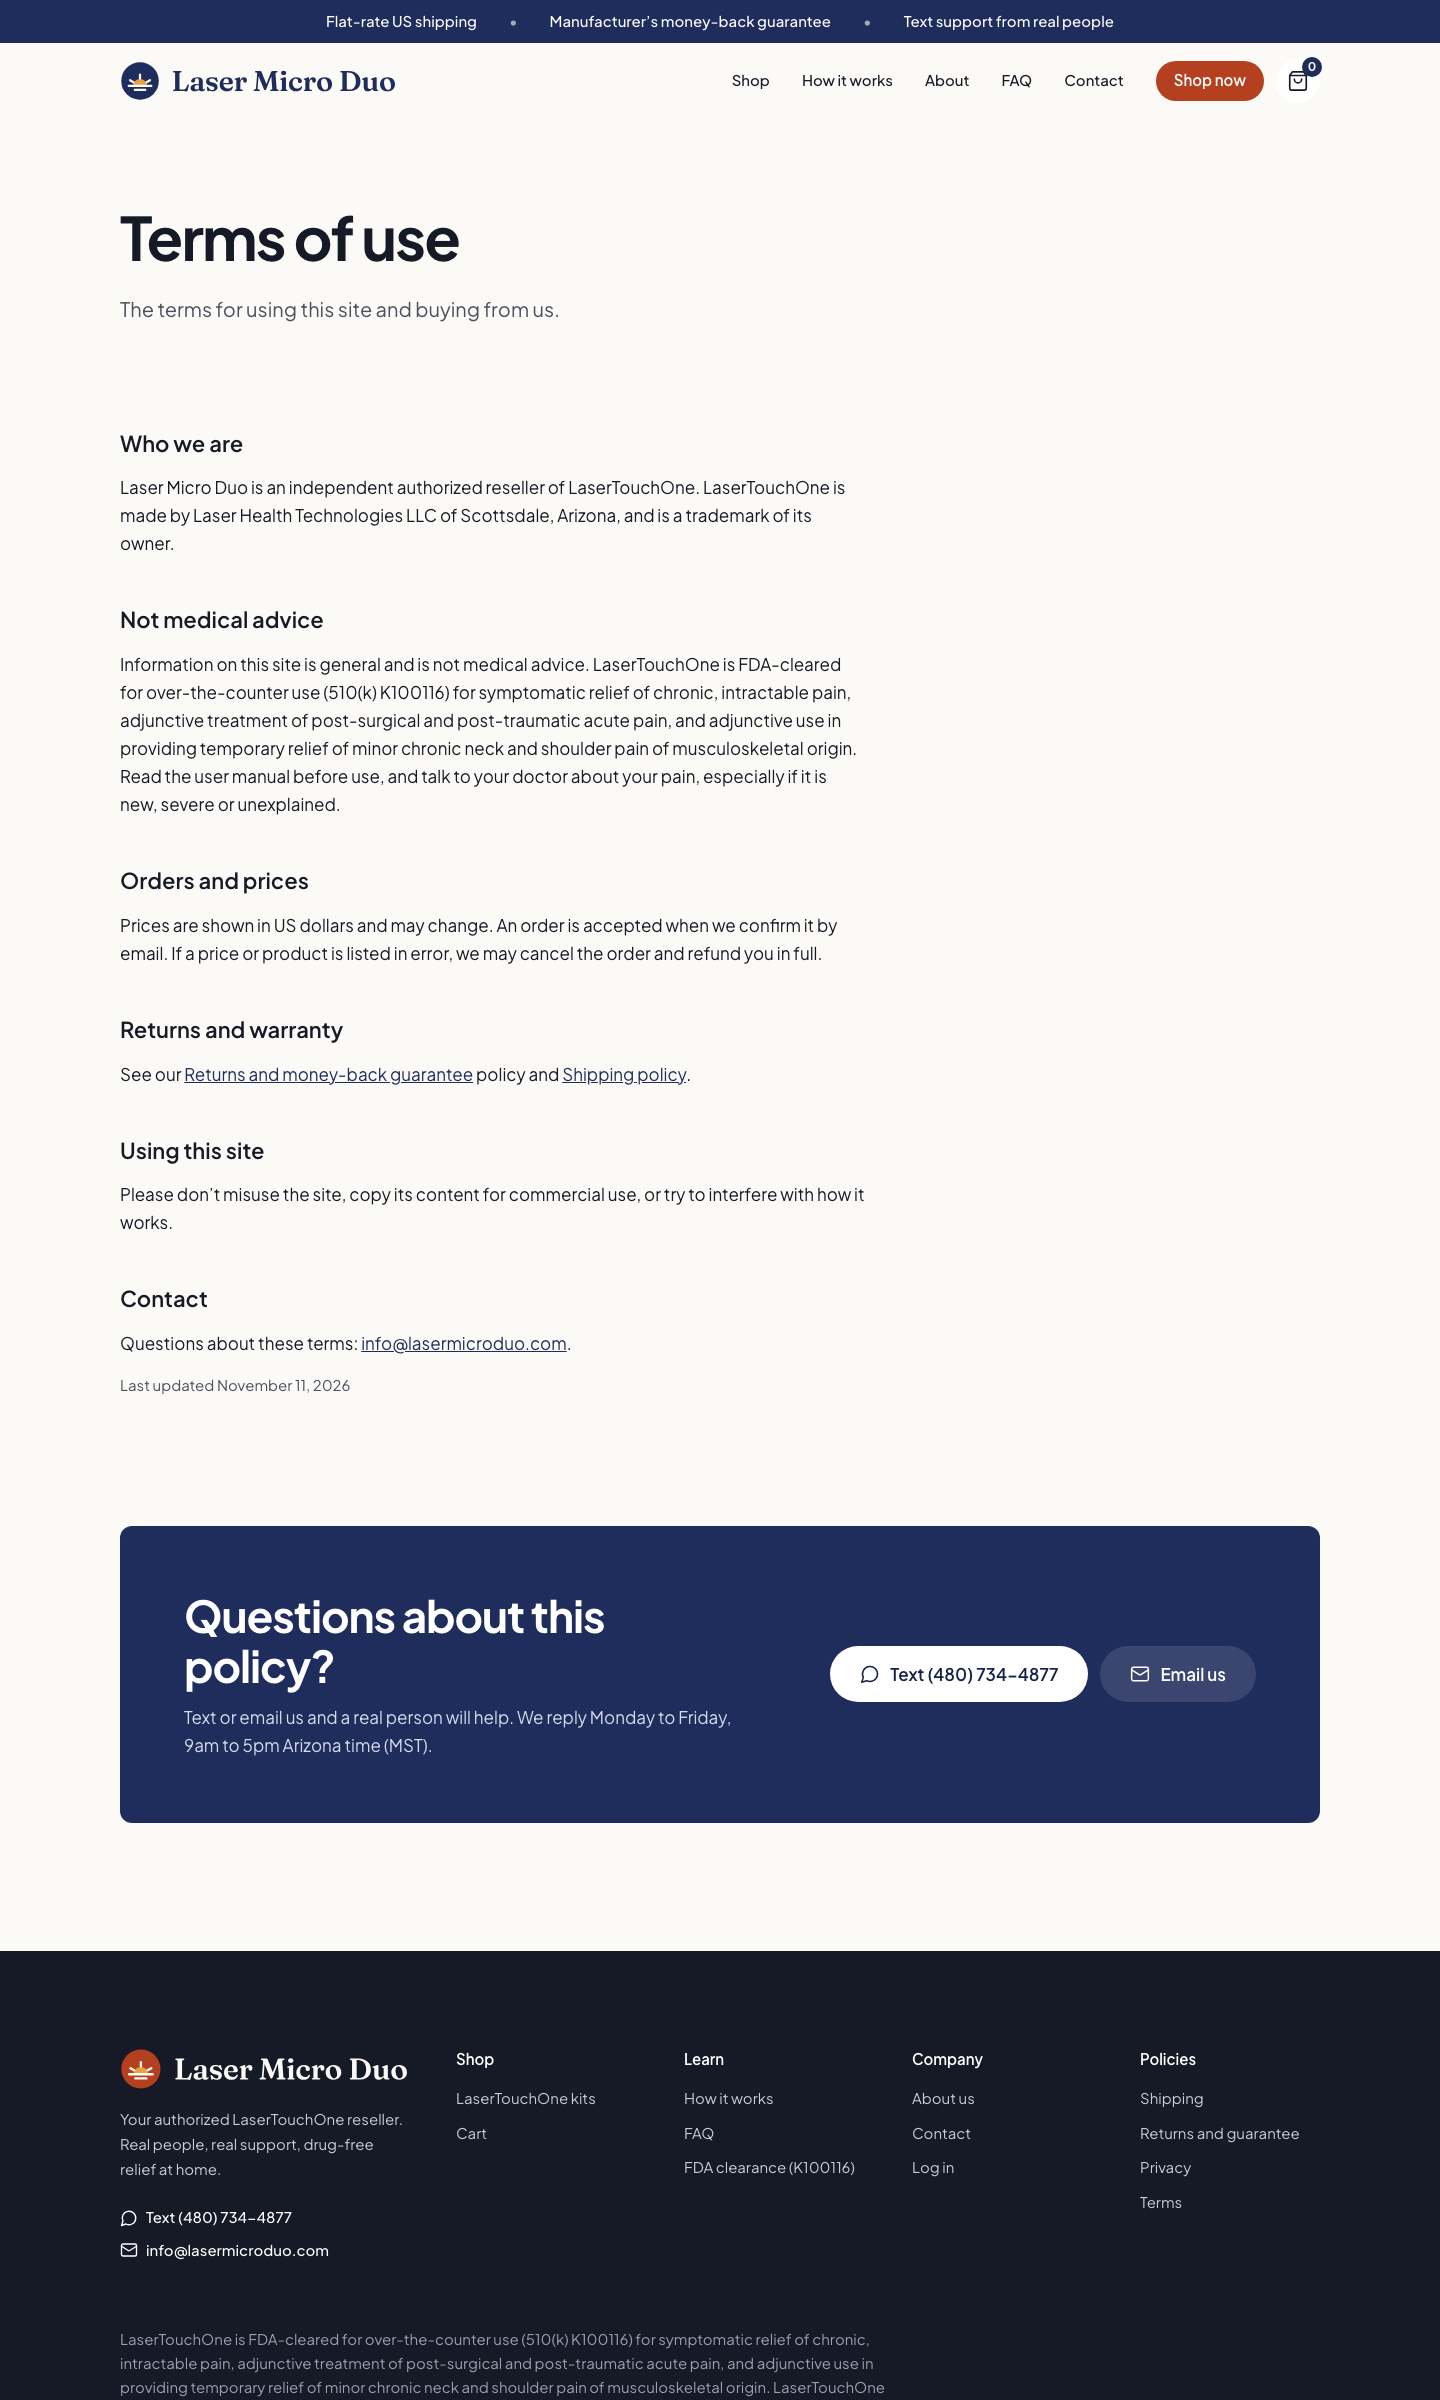 Flat-rate US shipping • Manufacturer’s money-back guarantee • Text support from real people
Laser Micro Duo
Shop How it works About FAQ Contact Shop now 0
Terms of use
The terms for using this site and buying from us.
Who we are
Laser Micro Duo is an independent authorized reseller of LaserTouchOne. LaserTouchOne is
made by Laser Health Technologies LLC of Scottsdale, Arizona, and is a trademark of its
owner.
Not medical advice
Information on this site is general and is not medical advice. LaserTouchOne is FDA-cleared
for over-the-counter use (510(k) K100116) for symptomatic relief of chronic, intractable pain,
adjunctive treatment of post-surgical and post-traumatic acute pain, and adjunctive use in
providing temporary relief of minor chronic neck and shoulder pain of musculoskeletal origin.
Read the user manual before use, and talk to your doctor about your pain, especially if it is
new, severe or unexplained.
Orders and prices
Prices are shown in US dollars and may change. An order is accepted when we confirm it by
email. If a price or product is listed in error, we may cancel the order and refund you in full.
Returns and warranty
See our Returns and money-back guarantee policy and Shipping policy.
Using this site
Please don’t misuse the site, copy its content for commercial use, or try to interfere with how it
works.
Contact
Questions about these terms: info@lasermicroduo.com.
Last updated November 11, 2026
Questions about this
policy?
Text or email us and a real person will help. We reply Monday to Friday,
9am to 5pm Arizona time (MST).
Text (480) 734-4877
Email us
Laser Micro Duo
Your authorized LaserTouchOne reseller.
Real people, real support, drug-free
relief at home.
Text (480) 734-4877
info@lasermicroduo.com
Shop
LaserTouchOne kits
Cart
Learn
How it works
FAQ
FDA clearance (K100116)
Company
About us
Contact
Log in
Policies
Shipping
Returns and guarantee
Privacy
Terms
LaserTouchOne is FDA-cleared for over-the-counter use (510(k) K100116) for symptomatic relief of chronic,
intractable pain, adjunctive treatment of post-surgical and post-traumatic acute pain, and adjunctive use in
providing temporary relief of minor chronic neck and shoulder pain of musculoskeletal origin. LaserTouchOne